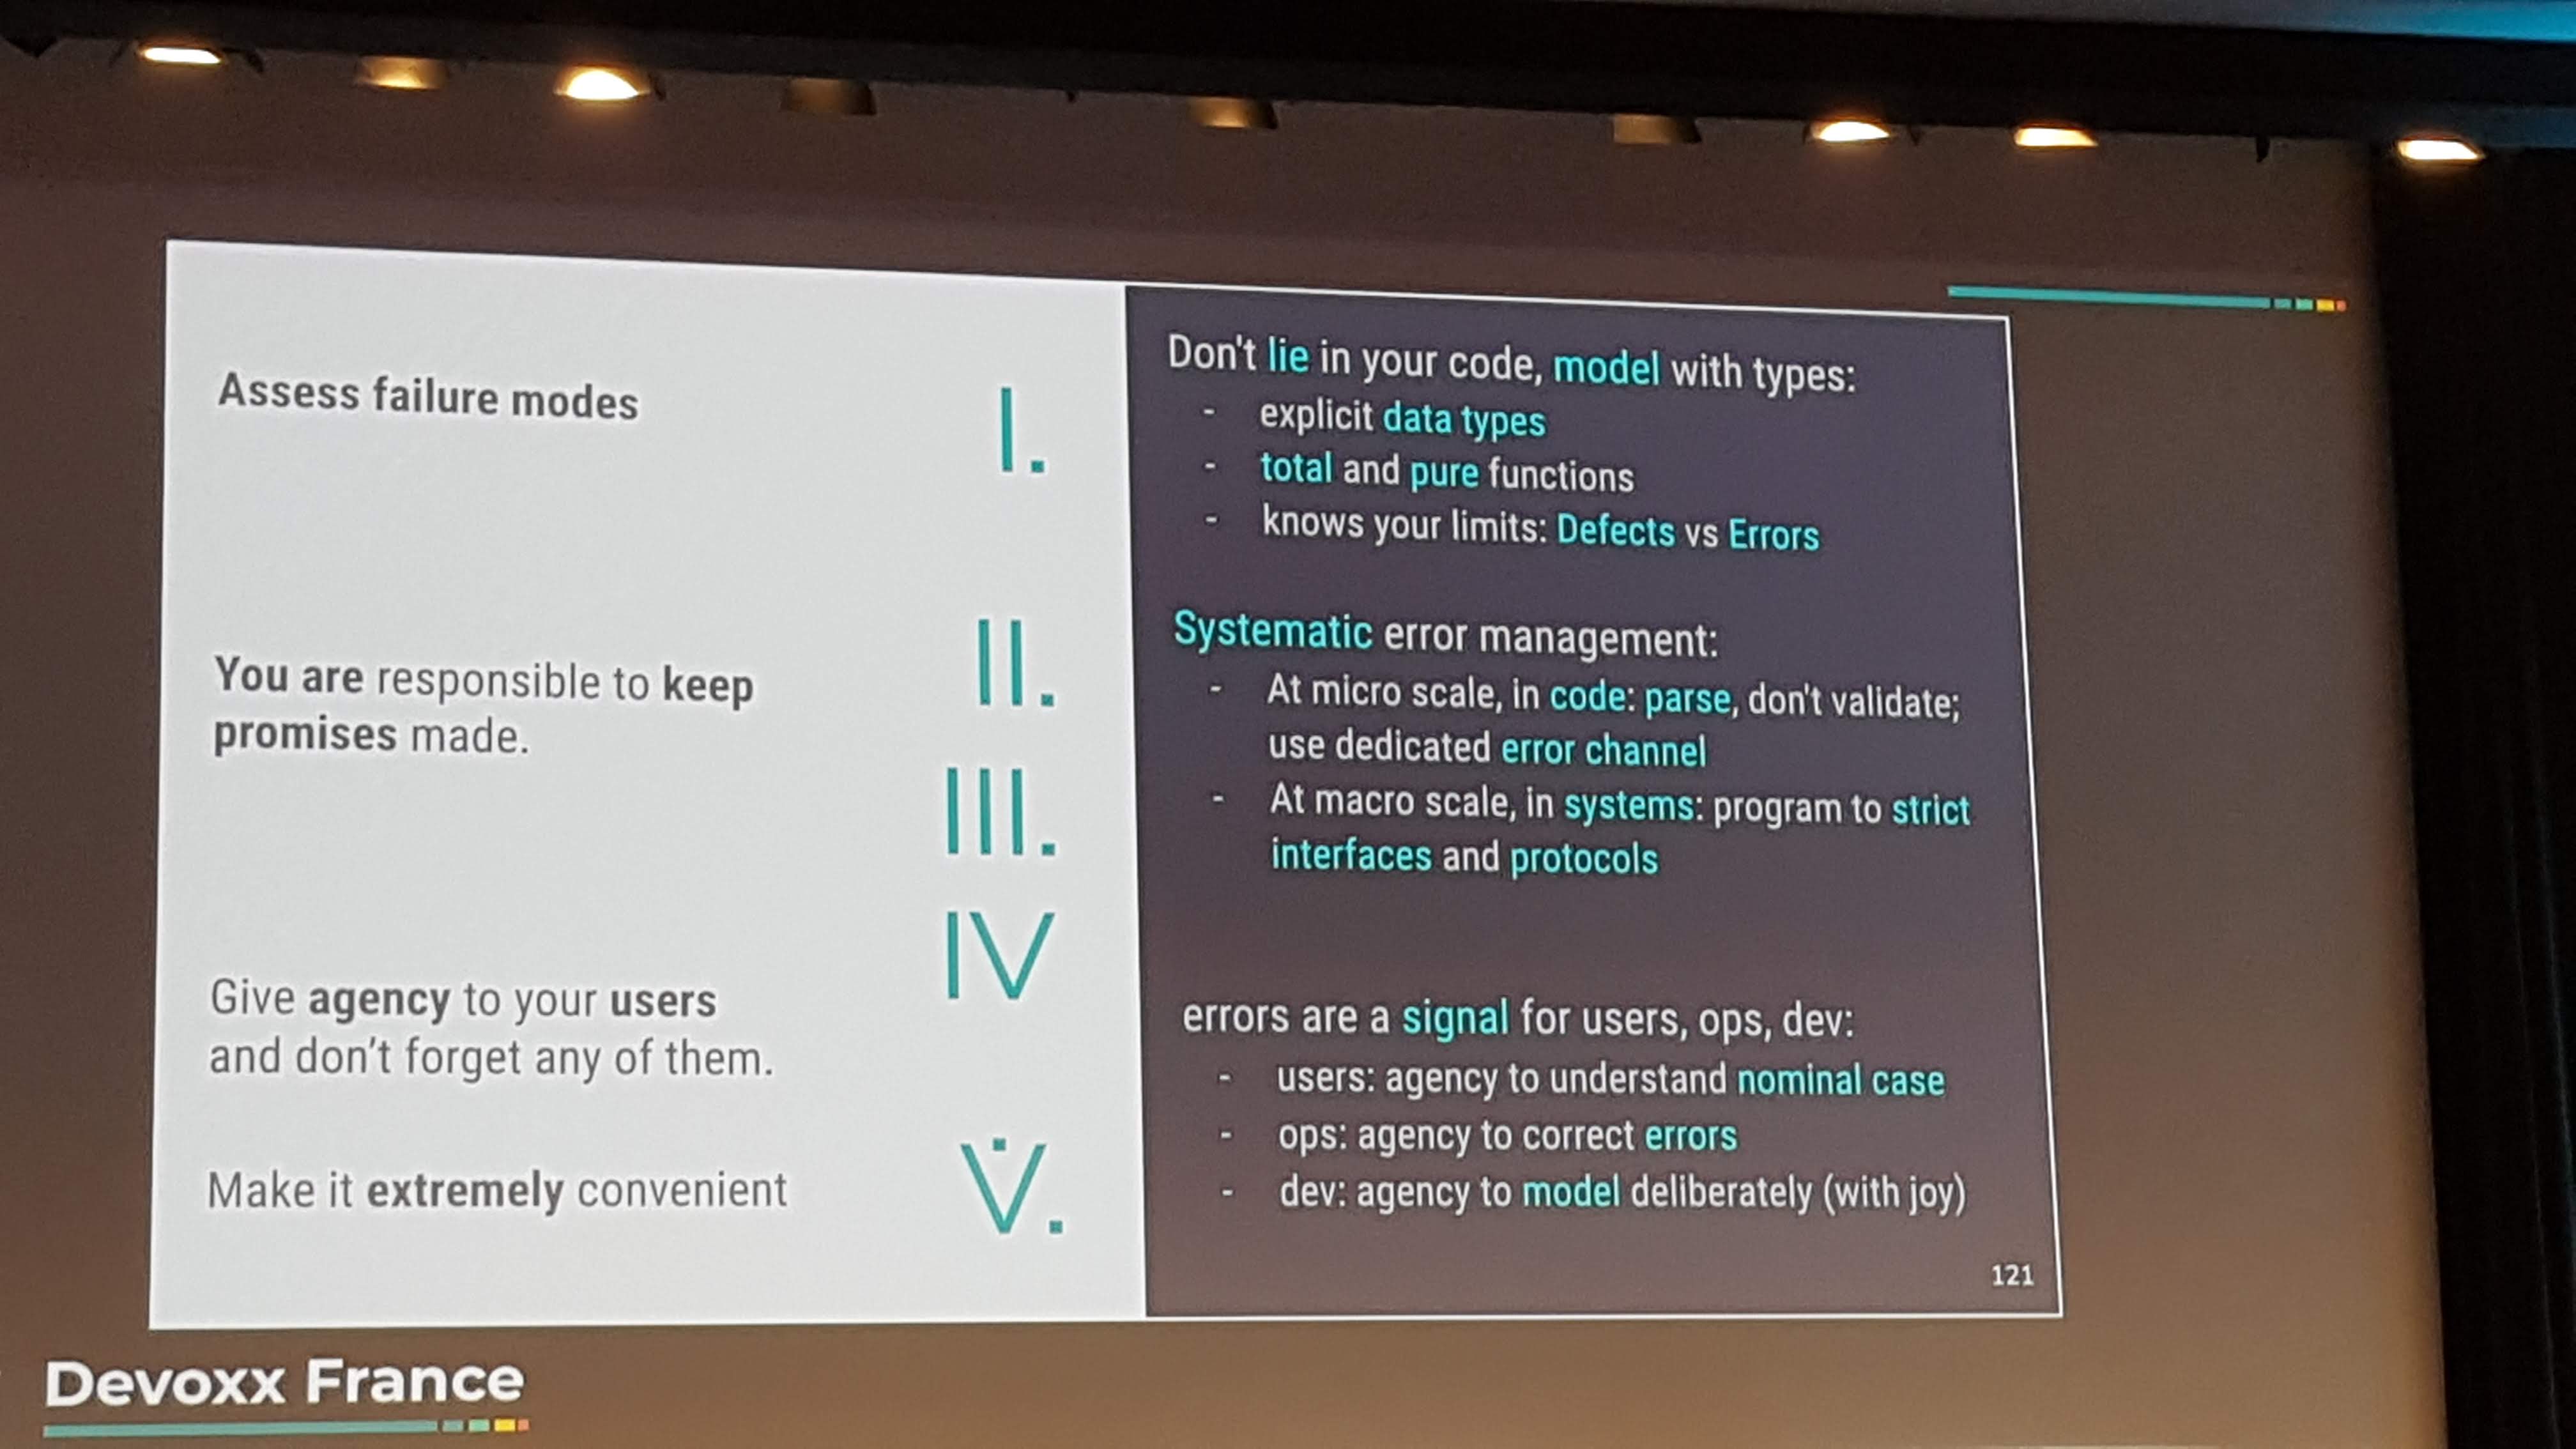 Assess failure modes
I.
You are responsible to keep
promises made.
II.
III.
IV
Give agency to your users
and don't forget any of them.
Make it extremely convenient
V.
Don't lie in your code, model with types:
- explicit data types
- total and pure functions
- knows your limits: Defects vs Errors
Systematic error management:
- At micro scale, in code: parse, don't validate;
use dedicated error channel
- At macro scale, in systems: program to strict
interfaces and protocols
errors are a signal for users, ops, dev:
- users: agency to understand nominal case
- ops: agency to correct errors
- dev: agency to model deliberately (with joy)
121
Devoxx France